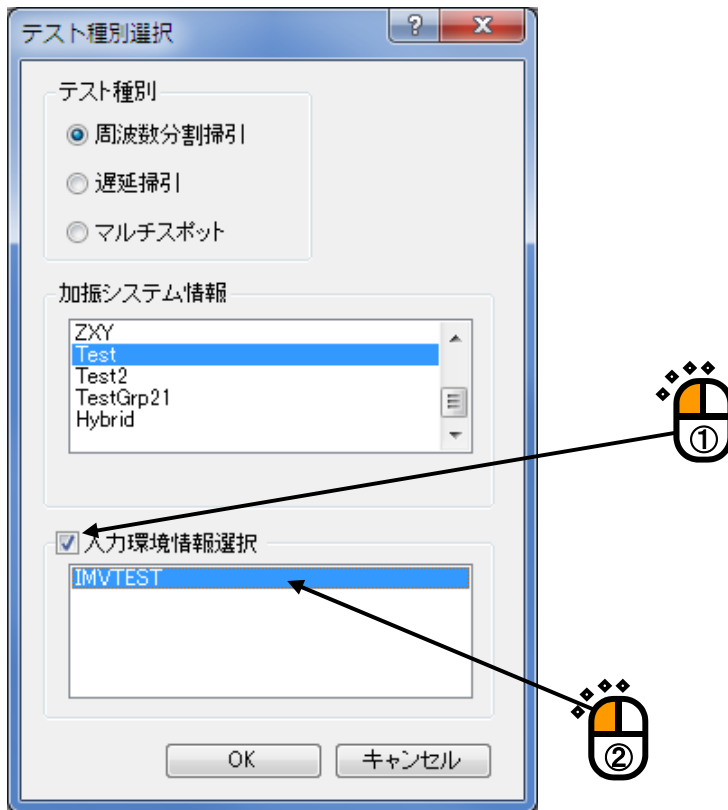 テスト種別選択
テスト種別
周波数分割掃引
遅延掃引
マルチスポット
加振システム情報
ZXY
Test
Test2
TestGrp21
Hybrid
①
入力環境情報選択
IMVTEST
②
OK
キャンセル